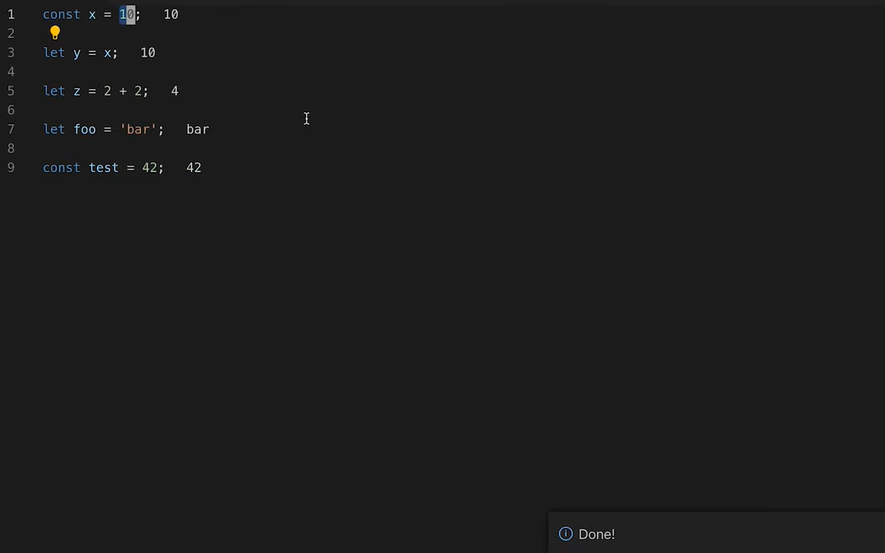 1 const x = 10; 10
2
3 let y = x; 10
4
5 let z = 2 + 2; 4
6
7 let foo = 'bar'; bar
8
9 const test = 42; 42
Done!